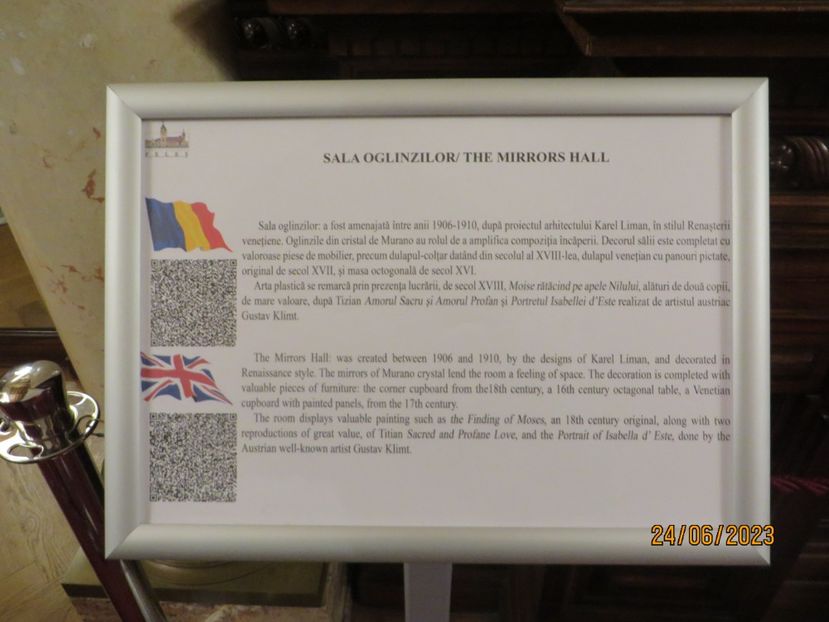 PELEȘ
SALA OGLINZILOR/ THE MIRRORS HALL
Sala oglinzilor: a fost amenajată între anii 1906-1910, după proiectul arhitectului Karel Liman, în stilul Renașterii
venețiene. Oglinzile din cristal de Murano au rolul de a amplifica compoziția încăperii. Decorul sălii este completat cu
valoroase piese de mobilier, precum dulapul-colțar datând din secolul al XVIII-lea, dulapul venețian cu panouri pictate,
original de secol XVII, și masa octogonală de secol XVI.
Arta plastică se remarcă prin prezența lucrării, de secol XVIII, Moise rătăcind pe apele Nilului, alături de două copii,
de mare valoare, după Tizian Amorul Sacru și Amorul Profan și Portretul Isabellei d'Este realizat de artistul austriac
Gustav Klimt.
The Mirrors Hall: was created between 1906 and 1910, by the designs of Karel Liman, and decorated in
Renaissance style. The mirrors of Murano crystal lend the room a feeling of space. The decoration is completed with
valuable pieces of furniture: the corner cupboard from the18th century, a 16th century octagonal table, a Venetian
cupboard with painted panels, from the 17th century.
The room displays valuable painting such as the Finding of Moses, an 18th century original, along with two
reproductions of great value, of Titian Sacred and Profane Love, and the Portrait of Isabella d' Este, done by the
Austrian well-known artist Gustav Klimt.
24/06/2023